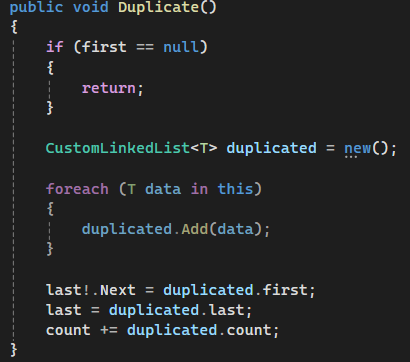 public void Duplicate()
{
if (first == null)
{
return;
}
CustomLinkedList<T> duplicated = new();
foreach (T data in this)
{
duplicated.Add(data);
}
last!.Next = duplicated.first;
last = duplicated.last;
count += duplicated.count;
}